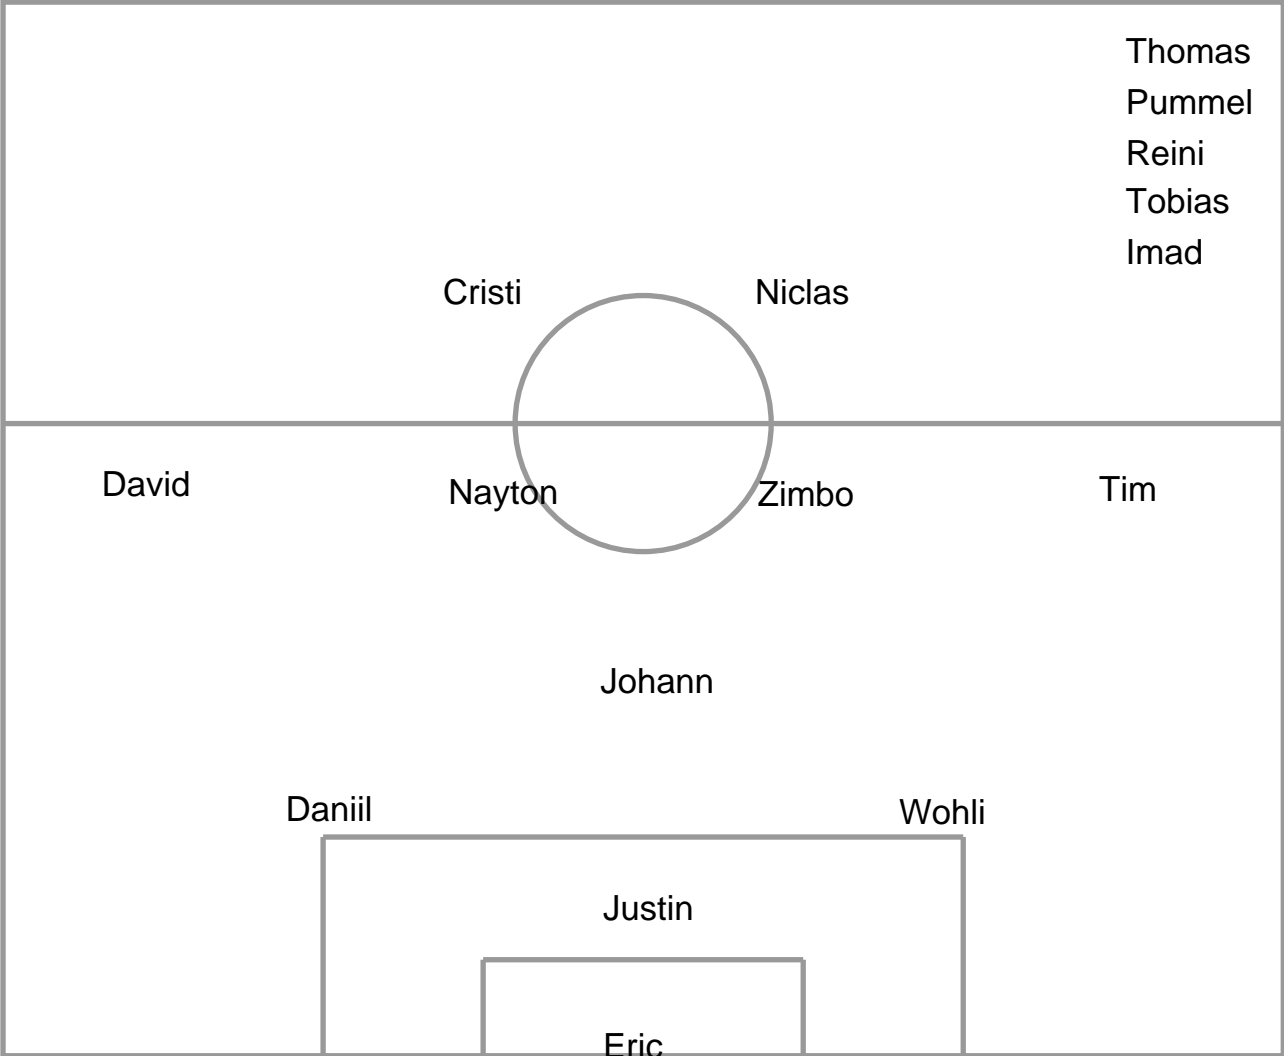 Thomas
Pummel
Reini
Tobias
Imad
Cristi Niclas
David Nayton Zimbo Tim
Johann
Daniil Wohli
Justin
Eric